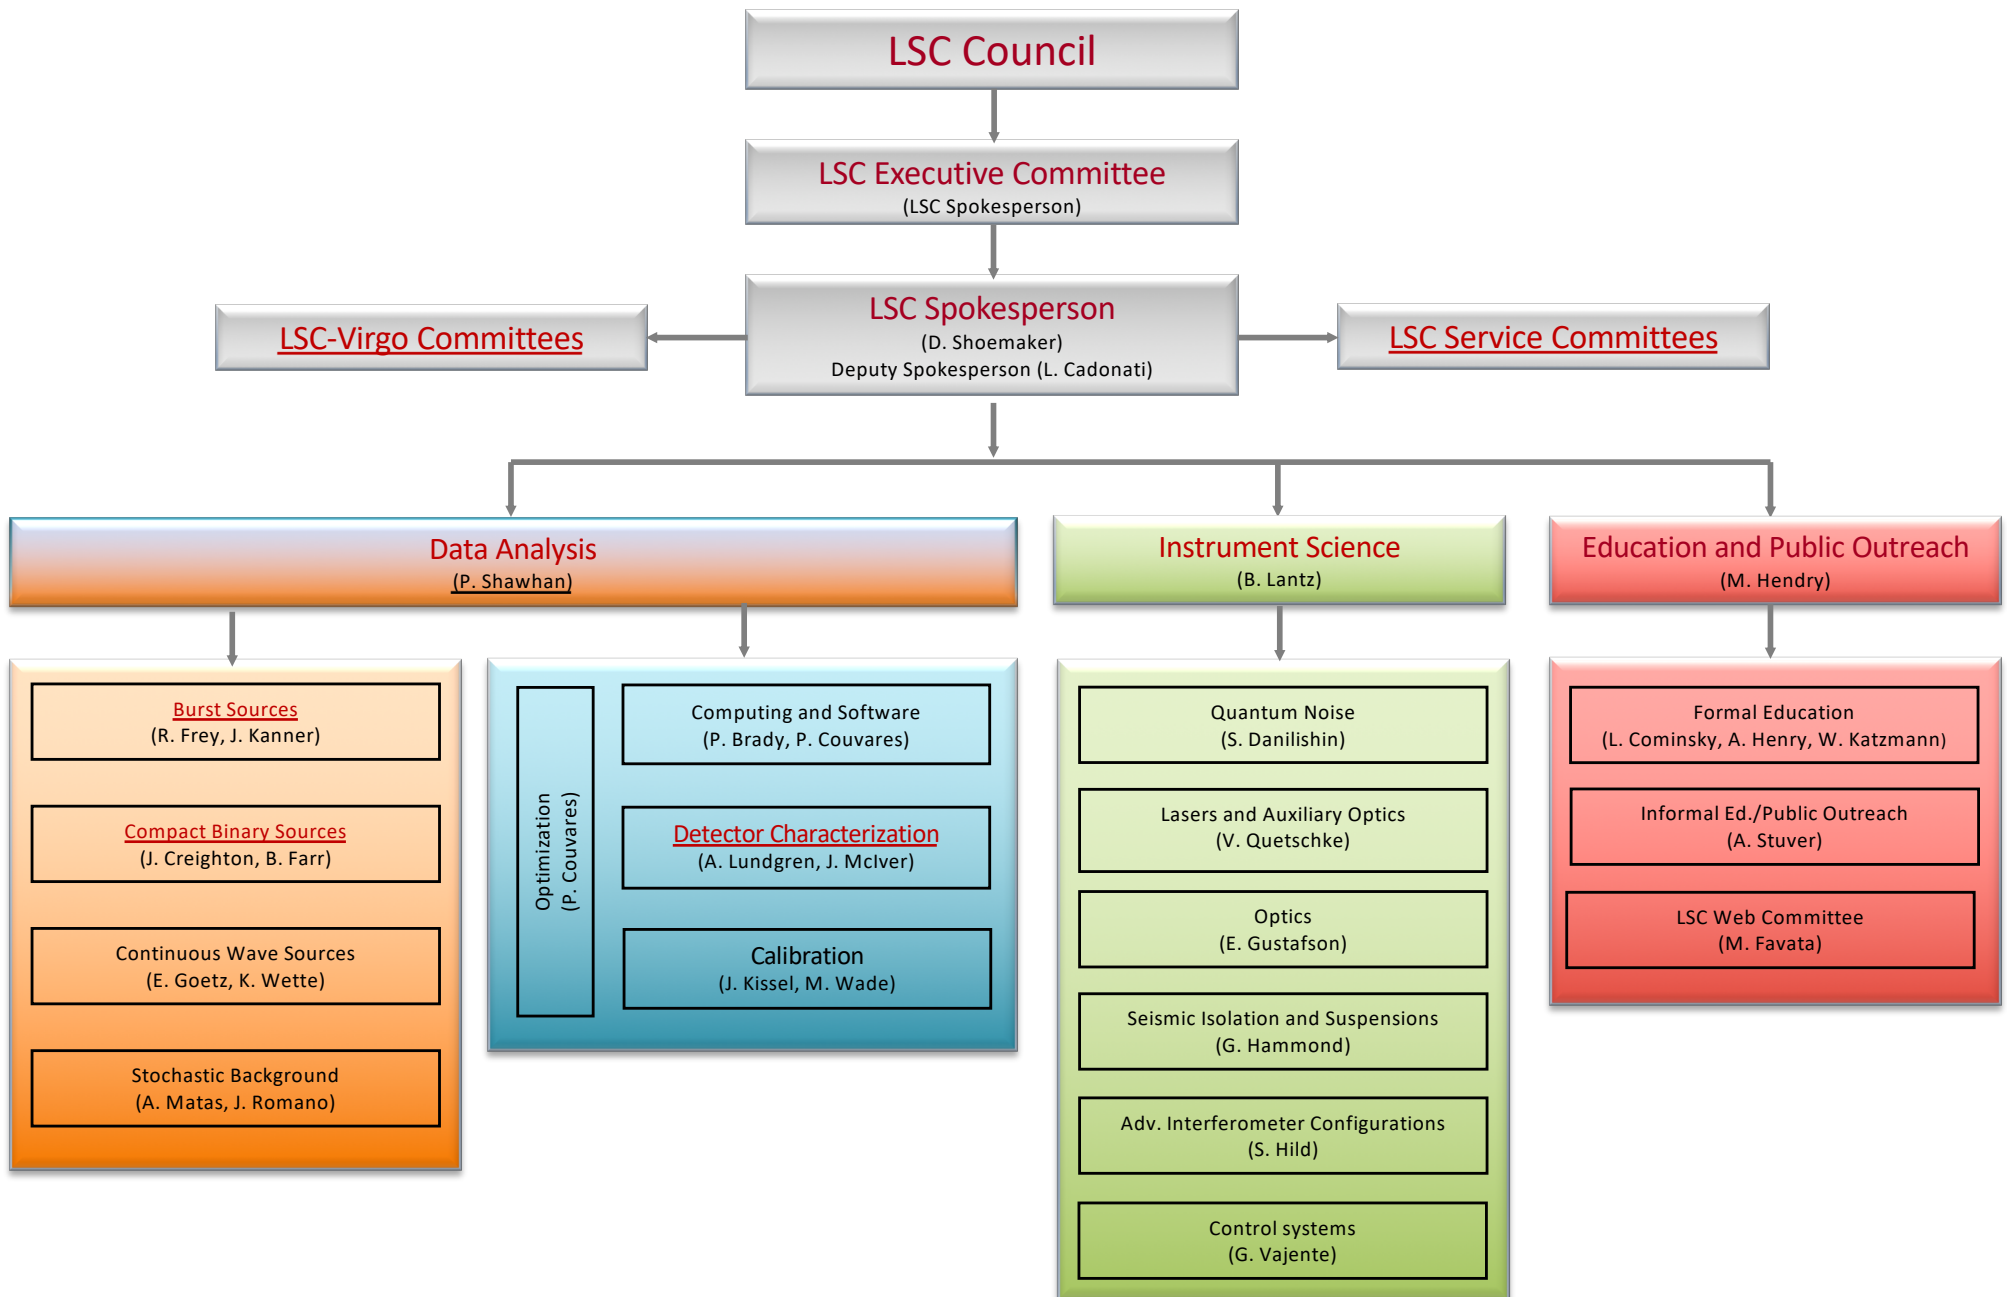 LSC Council
LSC Executive Committee
(LSC Spokesperson)
LSC-Virgo Committees
LSC Spokesperson
(D. Shoemaker)
Deputy Spokesperson (L. Cadonati)
LSC Service Committees
Data Analysis
(P. Shawhan)
Burst Sources
(R. Frey, J. Kanner)
Compact Binary Sources
(J. Creighton, B. Farr)
Continuous Wave Sources
(E. Goetz, K. Wette)
Stochastic Background
(A. Matas, J. Romano)
Optimization
(P. Couvares)
Computing and Software
(P. Brady, P. Couvares)
Detector Characterization
(A. Lundgren, J. McIver)
Calibration
(J. Kissel, M. Wade)
Instrument Science
(B. Lantz)
Quantum Noise
(S. Danilishin)
Lasers and Auxiliary Optics
(V. Quetschke)
Optics
(E. Gustafson)
Seismic Isolation and Suspensions
(G. Hammond)
Adv. Interferometer Configurations
(S. Hild)
Control systems
(G. Vajente)
Education and Public Outreach
(M. Hendry)
Formal Education
(L. Cominsky, A. Henry, W. Katzmann)
Informal Ed./Public Outreach
(A. Stuver)
LSC Web Committee
(M. Favata)